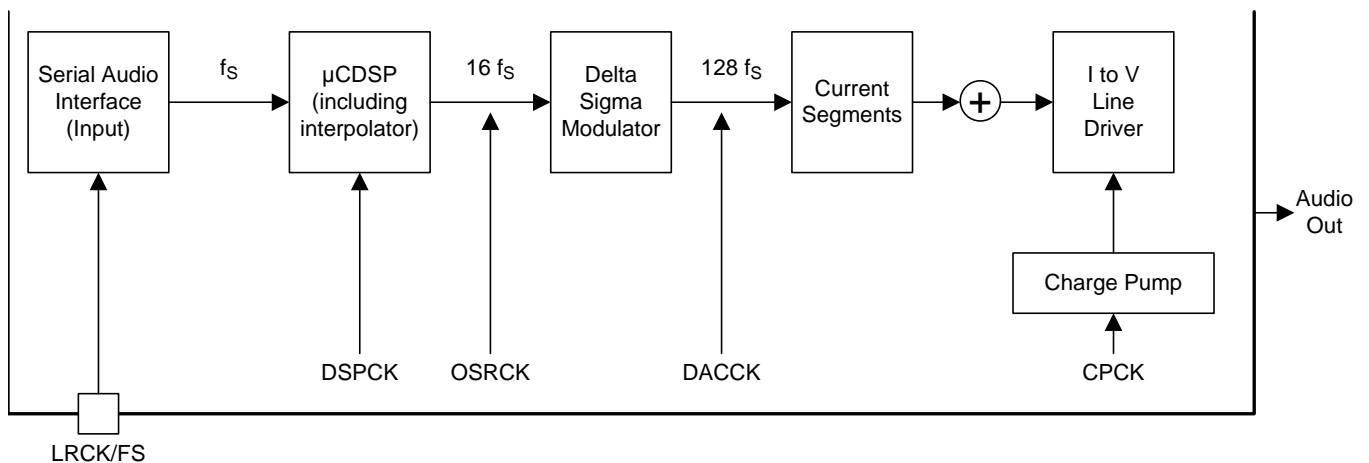 Serial Audio
Interface
(Input)
fS
µCDSP
(including
interpolator)
16 fS
Delta
Sigma
Modulator
128 fS
Current
Segments
+
I to V
Line
Driver
Audio
Out
Charge Pump
DSPCK
OSRCK
DACCK
CPCK
LRCK/FS